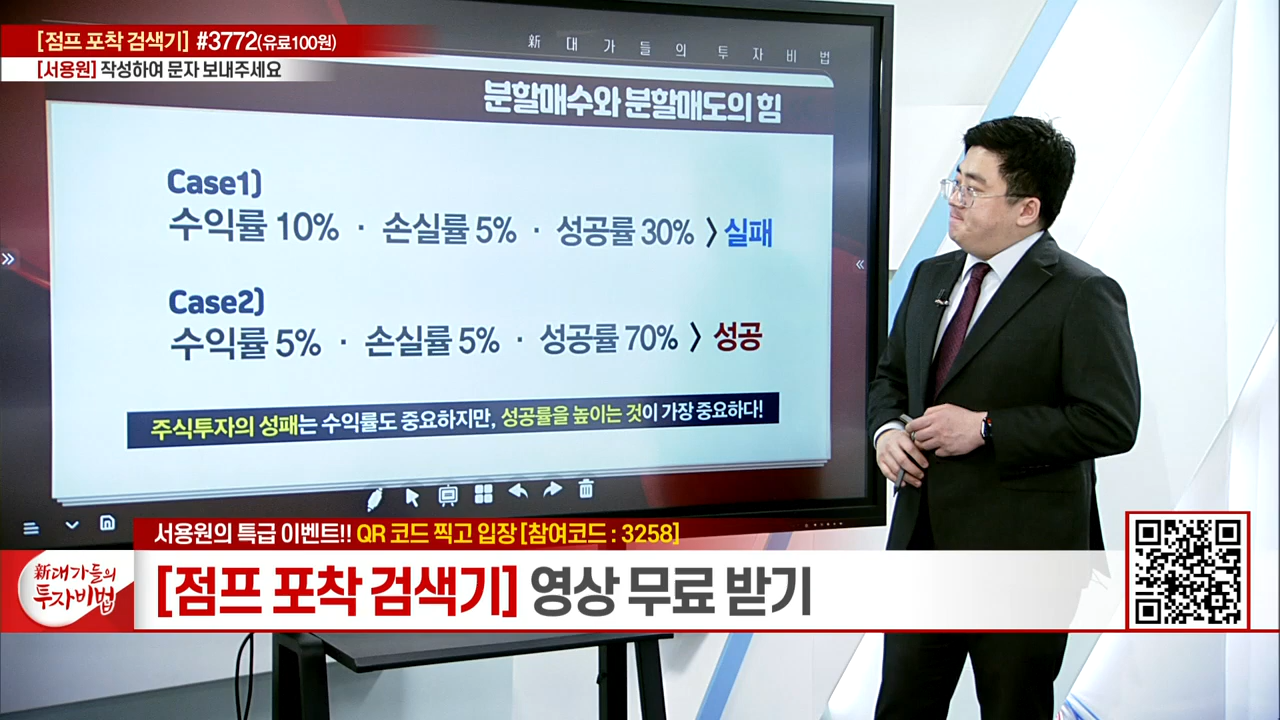 [점프 포착 검색기] #3772(유료100원)
[서용원] 작성하여 문자 보내주세요
新 대 가 들 의 투 자 비 법
분할매수와 분할매도의 힘
Case1)
수익률 10% · 손실률 5% · 성공률 30% > 실패
Case2)
수익률 5% · 손실률 5% · 성공률 70% > 성공
주식투자의 성패는 수익률도 중요하지만, 성공률을 높이는 것이 가장 중요하다!
서용원의 특급 이벤트!! QR 코드 찍고 입장 [참여코드 : 3258]
新대가들의
투자비법
[점프 포착 검색기] 영상 무료 받기